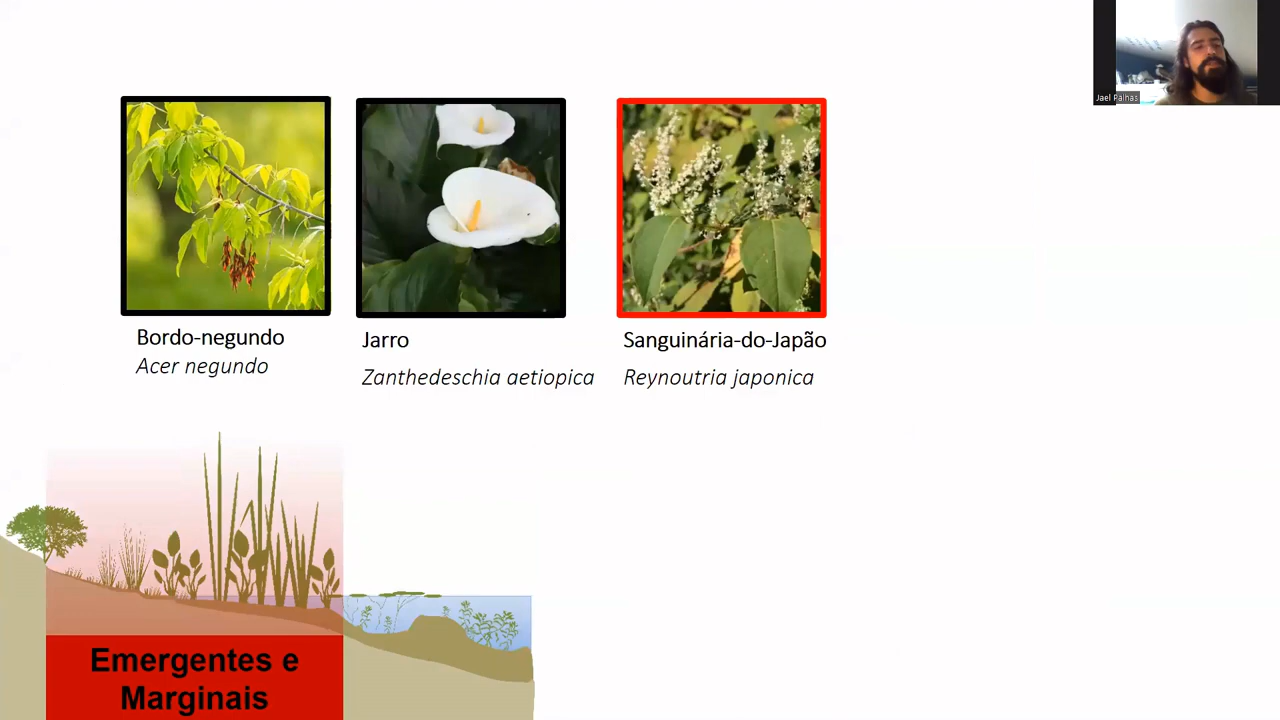 Jael Palhas
Bordo-negundo
Acer negundo
Jarro
Zanthedeschia aetiopica
Sanguinária-do-Japão
Reynoutria japonica
Emergentes e
Marginais